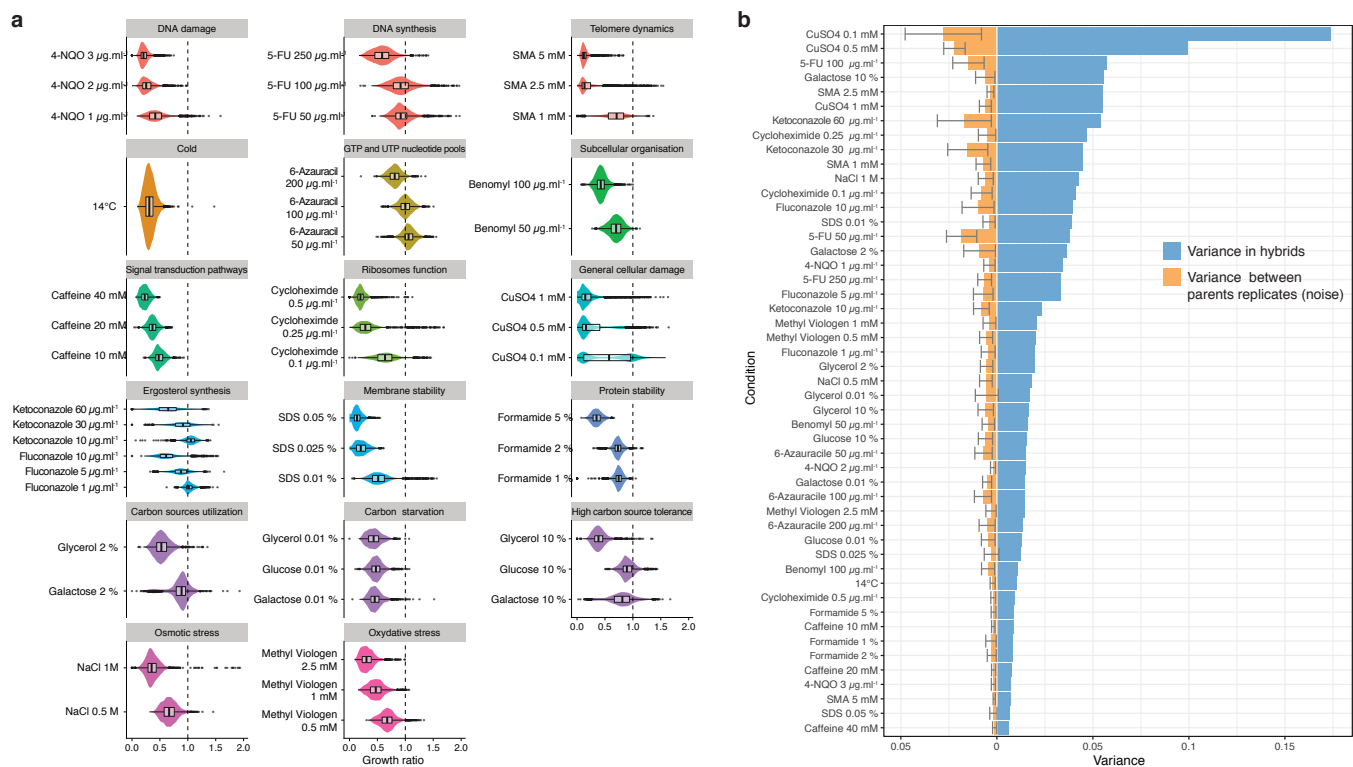 a
DNA damage
4-NQO 3 µg.ml-1
4-NQO 2 µg.ml-1
4-NQO 1 µg.ml-1
DNA synthesis
5-FU 250 µg.ml-1
5-FU 100 µg.ml-1
5-FU 50 µg.ml-1
Telomere dynamics
SMA 5 mM
SMA 2.5 mM
SMA 1 mM
Cold
14°C
GTP and UTP nucleotide pools
6-Azauracil
200 µg.ml-1
6-Azauracil
100 µg.ml-1
6-Azauracil
50 µg.ml-1
Subcellular organisation
Benomyl 100 µg.ml-1
Benomyl 50 µg.ml-1
Signal transduction pathways
Caffeine 40 mM
Caffeine 20 mM
Caffeine 10 mM
Ribosomes function
Cycloheximde
0.5 µg.ml-1
Cycloheximde
0.25 µg.ml-1
Cycloheximde
0.1 µg.ml-1
General cellular damage
CuSO4 1 mM
CuSO4 0.5 mM
CuSO4 0.1 mM
Ergosterol synthesis
Ketoconazole 60 µg.ml-1
Ketoconazole 30 µg.ml-1
Ketoconazole 10 µg.ml-1
Fluconazole 10 µg.ml-1
Fluconazole 5 µg.ml-1
Fluconazole 1 µg.ml-1
Membrane stability
SDS 0.05 %
SDS 0.025 %
SDS 0.01 %
Protein stability
Formamide 5 %
Formamide 2 %
Formamide 1 %
Carbon sources utilization
Glycerol 2 %
Galactose 2 %
Carbon starvation
Glycerol 0.01 %
Glucose 0.01 %
Galactose 0.01 %
High carbon source tolerance
Glycerol 10 %
Glucose 10 %
Galactose 10 %
0.0 0.5 1.0 1.5 2.0
Osmotic stress
NaCl 1M
NaCl 0.5 M
0.0 0.5 1.0 1.5 2.0
Oxydative stress
Methyl Viologen
2.5 mM
Methyl Viologen
1 mM
Methyl Viologen
0.5 mM
0.0 0.5 1.0 1.5 2.0
Growth ratio
b
Condition
CuSO4 0.1 mM
CuSO4 0.5 mM
5-FU 100 µg.ml-1
Galactose 10 %
SMA 2.5 mM
CuSO4 1 mM
Ketoconazole 60 µg.ml-1
Cycloheximide 0.25 µg.ml-1
Ketoconazole 30 µg.ml-1
SMA 1 mM
NaCl 1 M
Cycloheximide 0.1 µg.ml-1
Fluconazole 10 µg.ml-1
SDS 0.01 %
5-FU 50 µg.ml-1
Galactose 2 %
4-NQO 1 µg.ml-1
5-FU 250 µg.ml-1
Fluconazole 5 µg.ml-1
Ketoconazole 10 µg.ml-1
Methyl Viologen 1 mM
Methyl Viologen 0.5 mM
Fluconazole 1 µg.ml-1
Glycerol 2 %
NaCl 0.5 mM
Glycerol 0.01 %
Glycerol 10 %
Benomyl 50 µg.ml-1
Glucose 10 %
6-Azauracile 50 µg.ml-1
4-NQO 2 µg.ml-1
Galactose 0.01 %
6-Azauracile 100 µg.ml-1
Methyl Viologen 2.5 mM
6-Azauracile 200 µg.ml-1
Glucose 0.01 %
SDS 0.025 %
Benomyl 100 µg.ml-1
14°C
Cycloheximide 0.5 µg.ml-1
Formamide 5 %
Caffeine 10 mM
Formamide 1 %
Formamide 2 %
Caffeine 20 mM
4-NQO 3 µg.ml-1
SMA 5 mM
SDS 0.05 %
Caffeine 40 mM
Variance in hybrids
Variance between
parents replicates (noise)
0.05 0 0.05 0.1 0.15
Variance